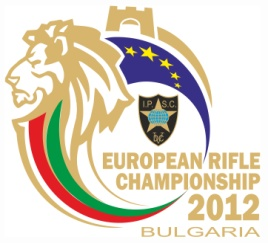 I.P.S.C.
EUROPEAN RIFLE
CHAMPIONSHIP
2012
BULGARIA